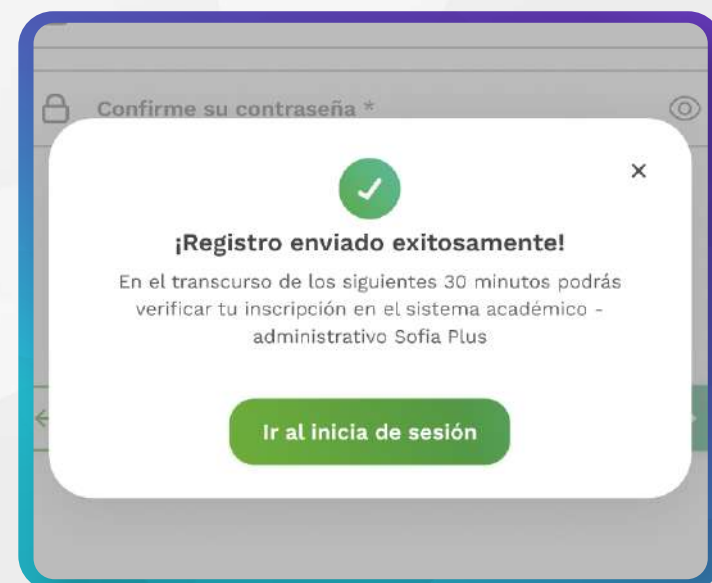 Confirme su contraseña *
¡Registro enviado exitosamente!
En el transcurso de los siguientes 30 minutos podrás
verificar tu inscripción en el sistema académico -
administrativo Sofia Plus
Ir al inicia de sesión